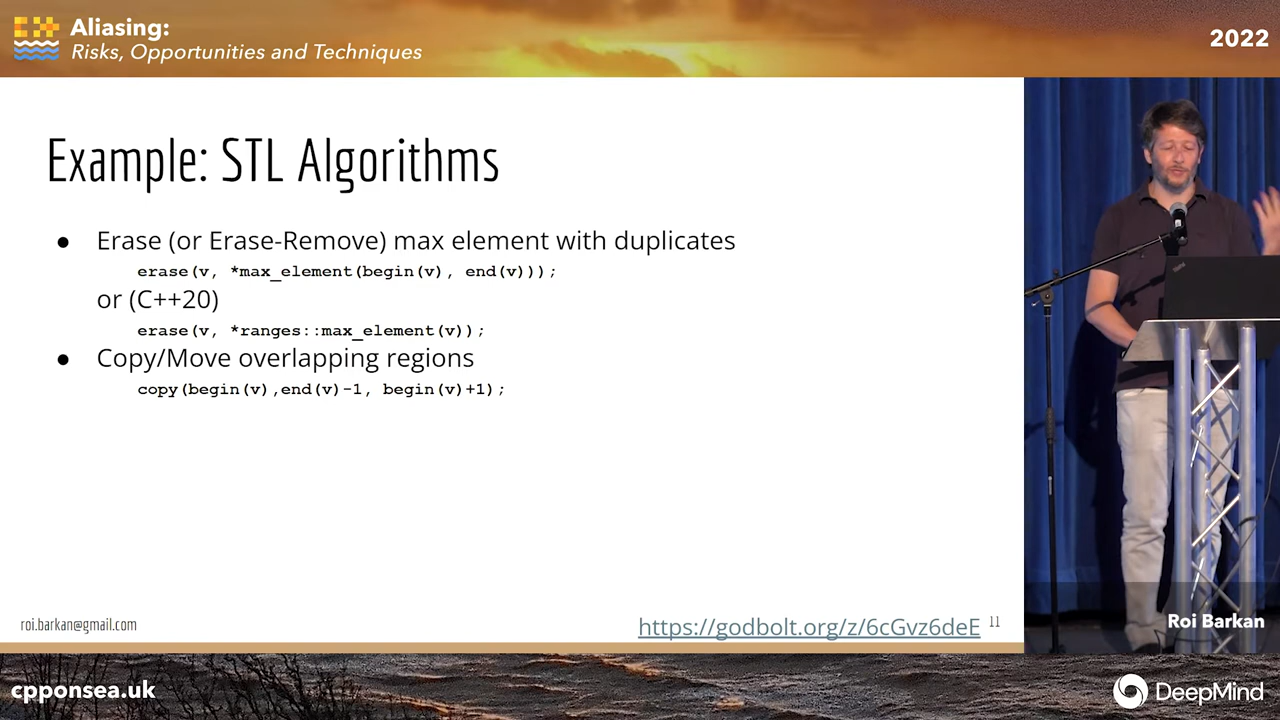 Aliasing:
Risks, Opportunities and Techniques
2022
Example: STL Algorithms
● Erase (or Erase-Remove) max element with duplicates
erase(v, *max_element(begin(v), end(v)));
or (C++20)
erase(v, *ranges::max_element(v));
● Copy/Move overlapping regions
copy(begin(v),end(v)-1, begin(v)+1);
roi.barkan@gmail.com
https://godbolt.org/z/6cGvz6deE
11
Roi Barkan
cpponsea.uk
DeepMind